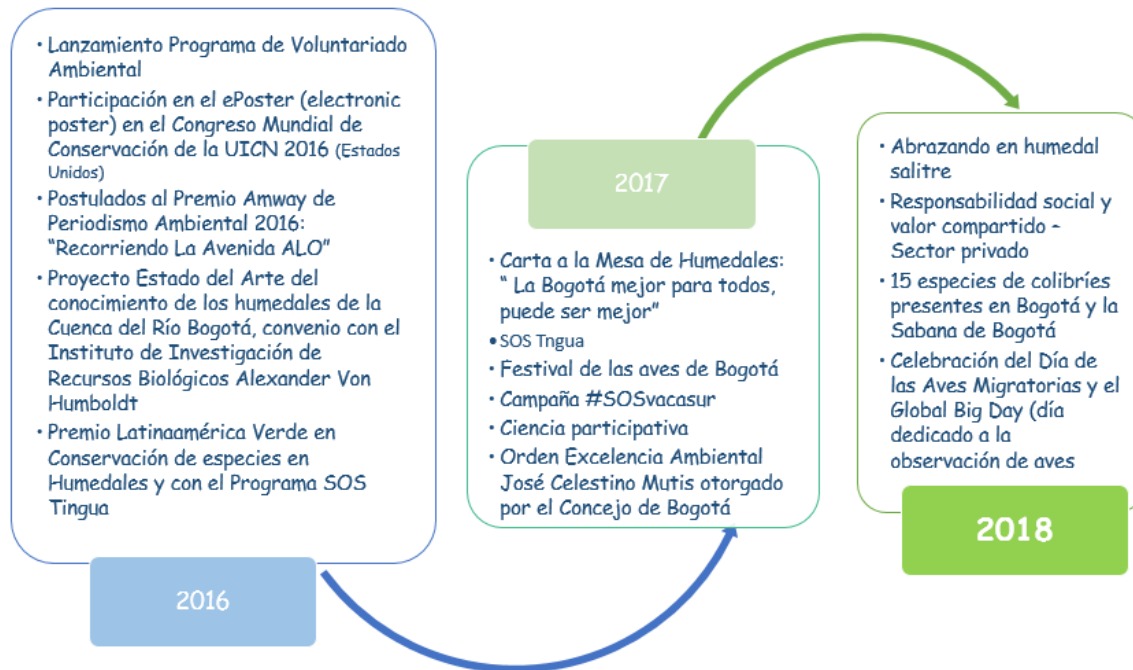 • Lanzamiento Programa de Voluntariado
Ambiental
• Participación en el ePoster (electronic
poster) en el Congreso Mundial de
Conservación de la UICN 2016 (Estados
Unidos)
• Postulados al Premio Amway de
Periodismo Ambiental 2016:
“Recorriendo La Avenida ALO”
• Proyecto Estado del Arte del
conocimiento de los humedales de la
Cuenca del Río Bogotá, convenio con el
Instituto de Investigación de
Recursos Biológicos Alexander Von
Humboldt
• Premio Latinaamérica Verde en
Conservación de especies en
Humedales y con el Programa SOS
Tingua
2016
2017
• Carta a la Mesa de Humedales:
“ La Bogotá mejor para todos,
puede ser mejor”
• SOS Tngua
• Festival de las aves de Bogotá
• Campaña #SOSvacasur
• Ciencia participativa
• Orden Excelencia Ambiental
José Celestino Mutis otorgado
por el Concejo de Bogotá
• Abrazando en humedal
salitre
• Responsabilidad social y
valor compartido –
Sector privado
• 15 especies de colibríes
presentes en Bogotá y la
Sabana de Bogotá
• Celebración del Día de
las Aves Migratorias y el
Global Big Day (día
dedicado a la
observación de aves
2018